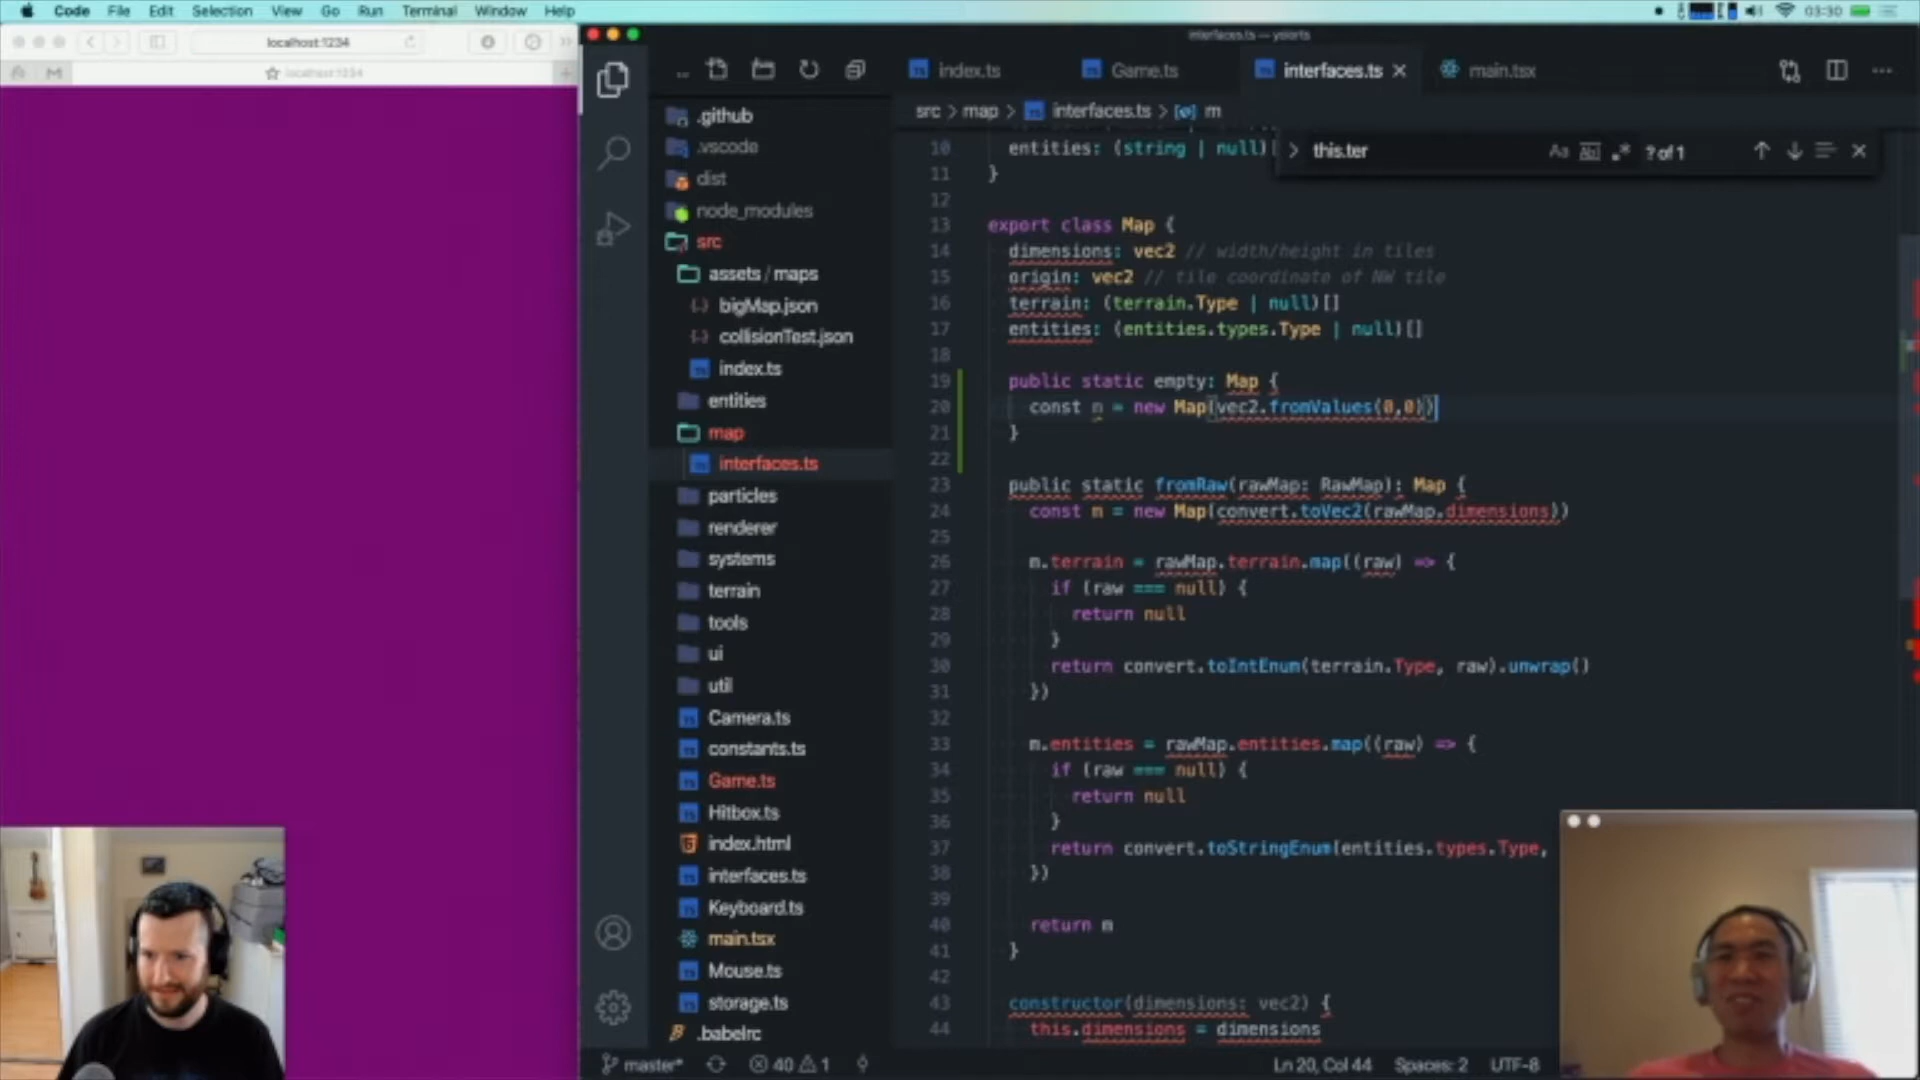 Code File Edit Selection View Go Run Terminal Window Help
03:30
localhost:1234
localhost:1234
interfaces.ts — yslorts
index.ts Game.ts interfaces.ts main.tsx
src > map > interfaces.ts > m
this.ter
Aa ? of 1
.github
.vscode
dist
node_modules
src
assets / maps
bigMap.json
collisionTest.json
index.ts
entities
map
interfaces.ts
particles
renderer
systems
terrain
tools
ui
util
Camera.ts
constants.ts
Game.ts
Hitbox.ts
index.html
interfaces.ts
Keyboard.ts
main.tsx
Mouse.ts
storage.ts
.babelrc
10 entities: (string | null)[
11 }
12
13 export class Map {
14 dimensions: vec2 // width/height in tiles
15 origin: vec2 // tile coordinate of NW tile
16 terrain: (terrain.Type | null)[]
17 entities: (entities.types.Type | null)[]
18
19 public static empty: Map {
20 const m = new Map(vec2.fromValues(0,0))
21 }
22
23 public static fromRaw(rawMap: RawMap): Map {
24 const m = new Map(convert.toVec2(rawMap.dimensions))
25
26 m.terrain = rawMap.terrain.map((raw) => {
27 if (raw === null) {
28 return null
29 }
30 return convert.toIntEnum(terrain.Type, raw).unwrap()
31 })
32
33 m.entities = rawMap.entities.map((raw) => {
34 if (raw === null) {
35 return null
36 }
37 return convert.toStringEnum(entities.types.Type,
38 })
39
40 return m
41 }
42
43 constructor(dimensions: vec2) {
44 this.dimensions = dimensions
master* 40 1 Ln 20, Col 44 Spaces: 2 UTF-8